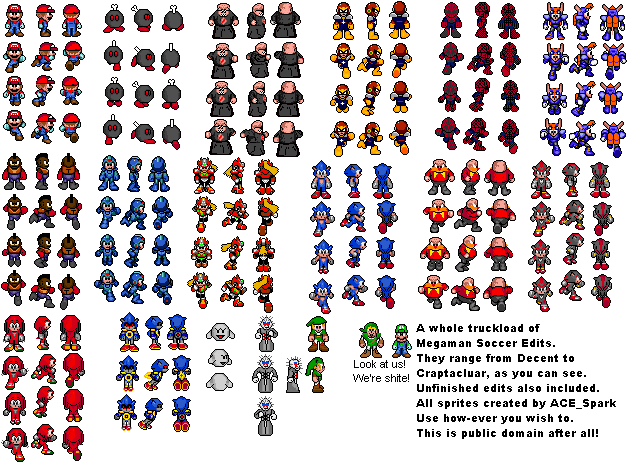 Look at us!
We're shite!
A whole truckload of
Megaman Soccer Edits.
They range from Decent to
Craptacluar, as you can see.
Unfinished edits also included.
All sprites created by ACE_Spark
Use how-ever you wish to.
This is public domain after all!